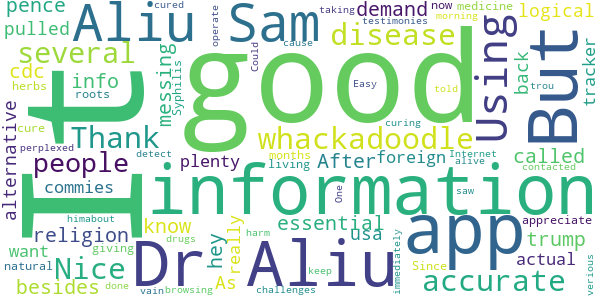 pence Aliu Sam taking cured testimonies demand now morning medicine logical
pulled operate Could cause disease
several
cdc info messing Syphilis t good Using But back tracker
herbs roots Easy told trou
alternative cure Thank whackadoodle
perplexed detect months curing
people plenty After foreign Internet called
living alive
commies I information One saw contacted
himabout essential app appreciate
religion know hey usa trump
want giving really Dr Aliu As immediately Since actual
natural Nice drugs harm keep accurate
besides done vain browsing challenges verious